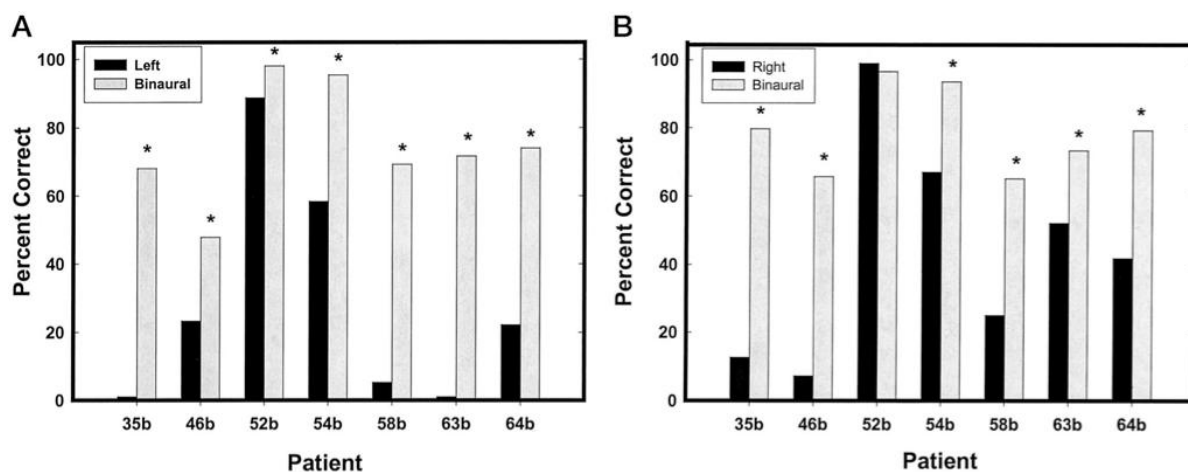 A
Percent Correct
100
80
60
40
20
0
Left
Binaural
*
*
*
*
*
*
*
35b 46b 52b 54b 58b 63b 64b
Patient
B
Percent Correct
100
80
60
40
20
0
Right
Binaural
*
*
*
*
*
*
35b 46b 52b 54b 58b 63b 64b
Patient